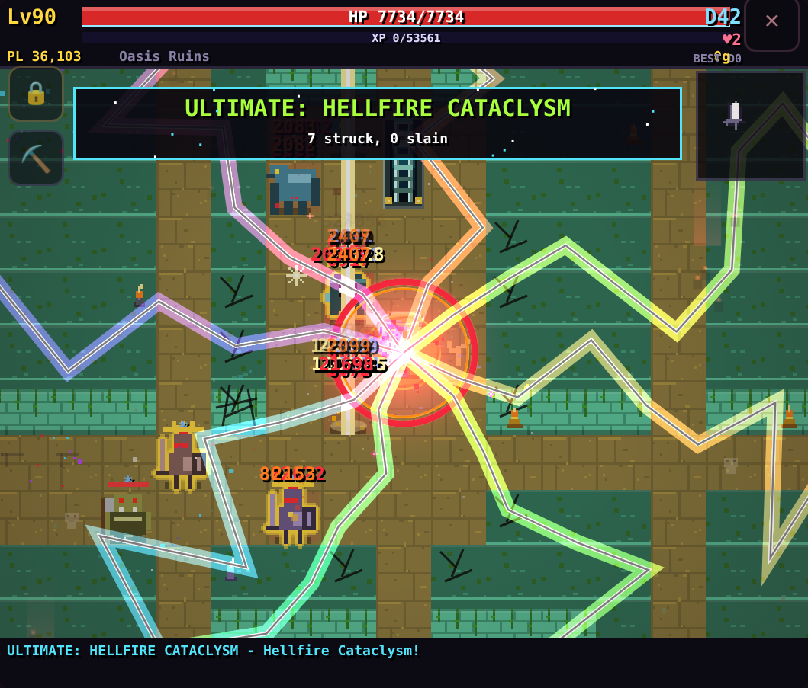 Lv90
HP 7734/7734
D42
XP 0/53561
♥2
PL 36,103
Oasis Ruins
ULTIMATE: HELLFIRE CATACLYSM
7 struck, 0 slain
ULTIMATE: HELLFIRE CATACLYSM - Hellfire Cataclysm!